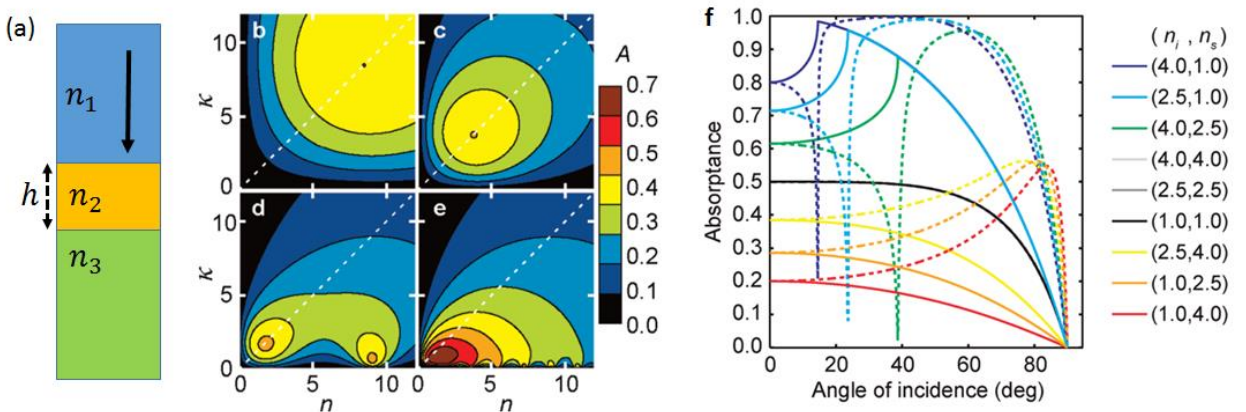 (a)
n₁
h
n₂
n₃
b
c
d
e
κ
10
5
0
κ
10
5
0
0
5
10
0
5
10
n
n
A
0.7
0.6
0.5
0.4
0.3
0.2
0.1
0.0
f
Absorptance
1.0
0.9
0.8
0.7
0.6
0.5
0.4
0.3
0.2
0.1
0.0
0
20
40
60
80
Angle of incidence (deg)
( nᵢ , nₛ )
(4.0,1.0)
(2.5,1.0)
(4.0,2.5)
(4.0,4.0)
(2.5,2.5)
(1.0,1.0)
(2.5,4.0)
(1.0,2.5)
(1.0,4.0)